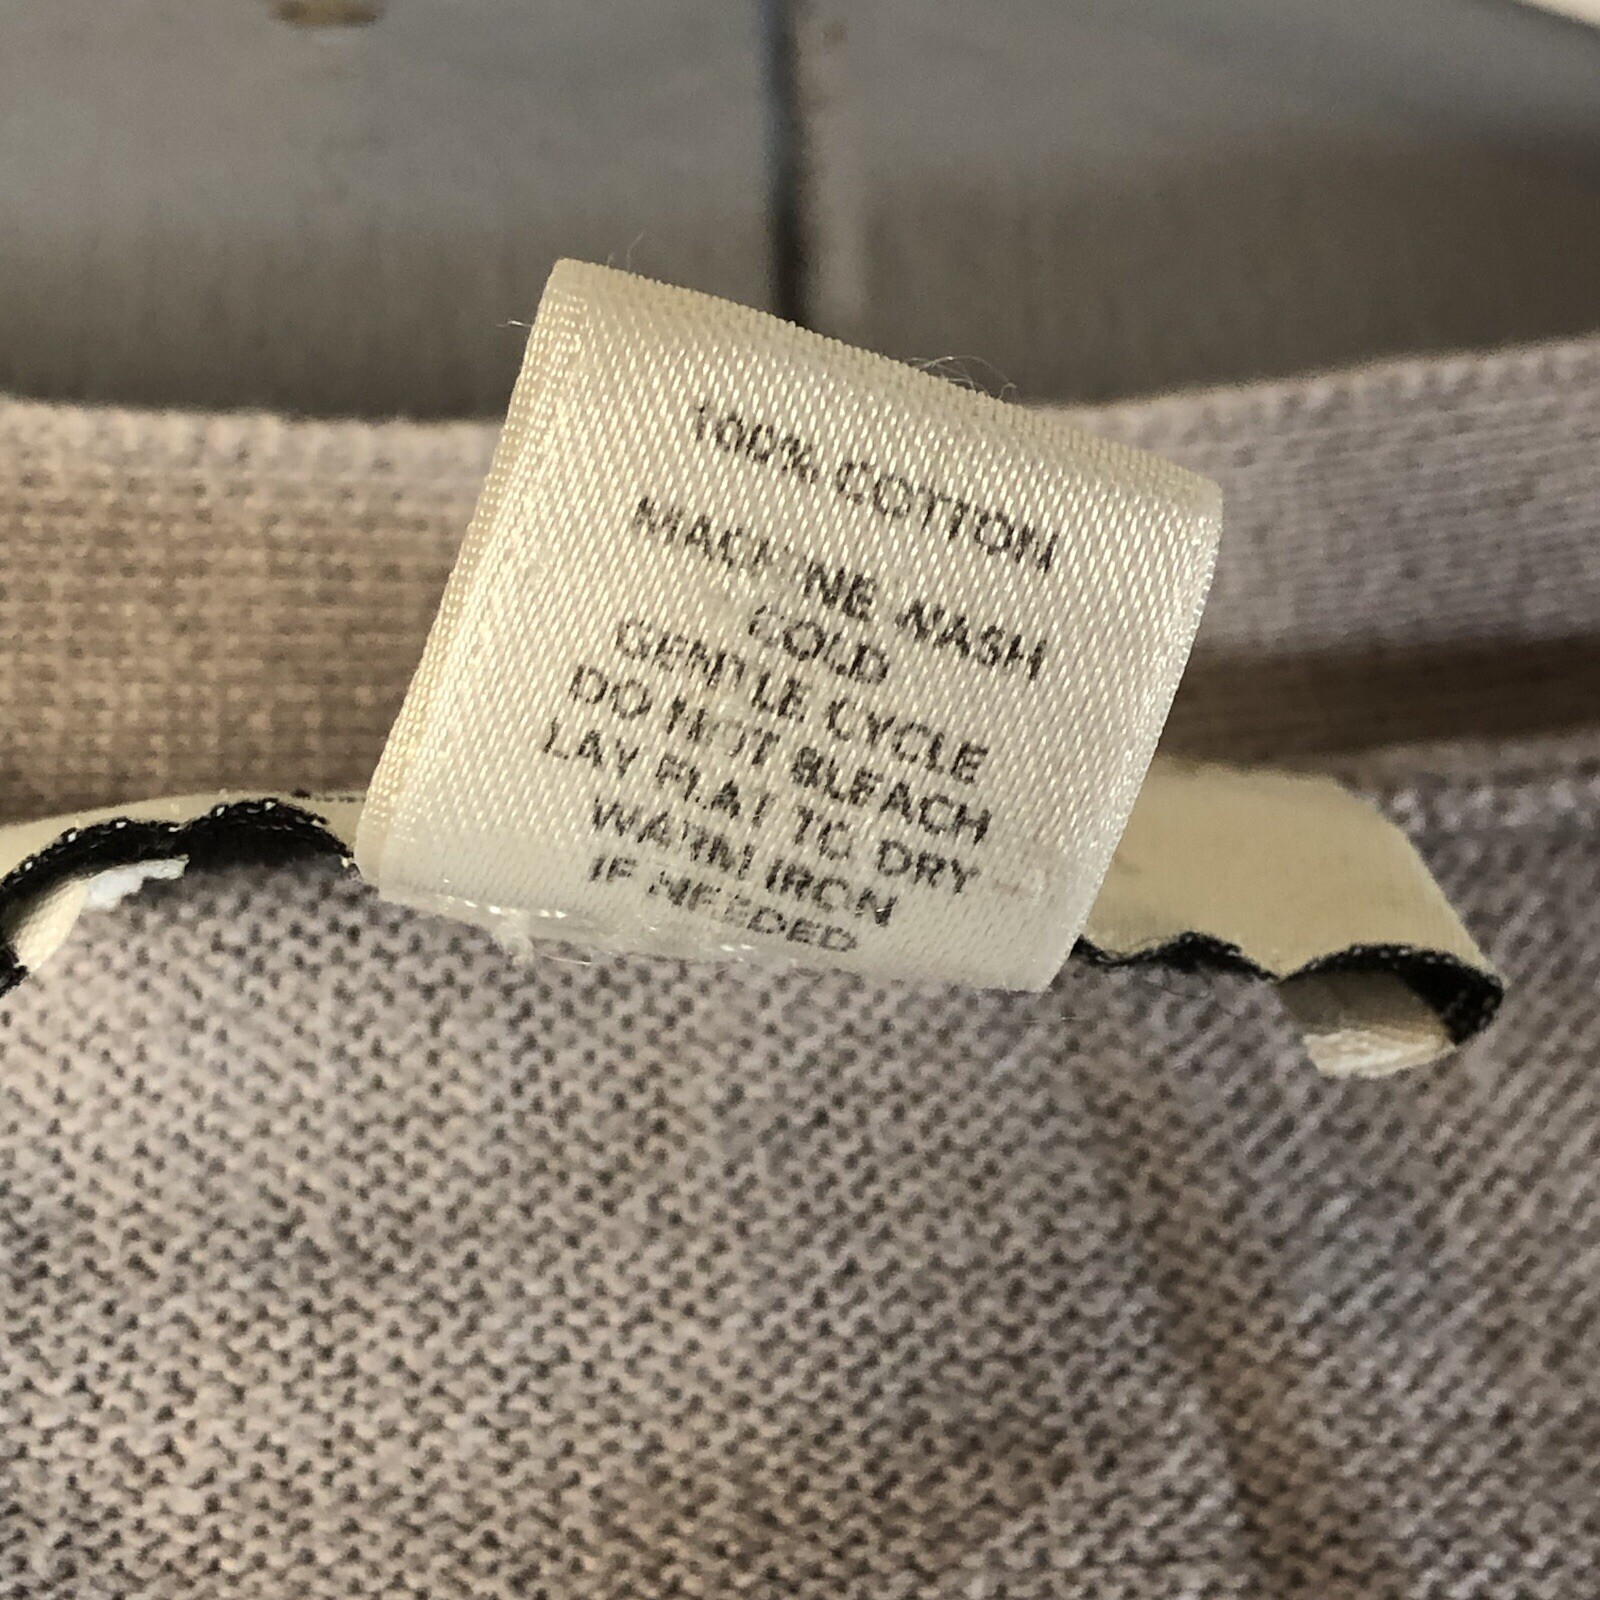 100% COTTON
MACHINE WASH
COLD
GENTLE CYCLE
DO NOT BLEACH
LAY FLAT TO DRY
WARM IRON
IF NEEDED